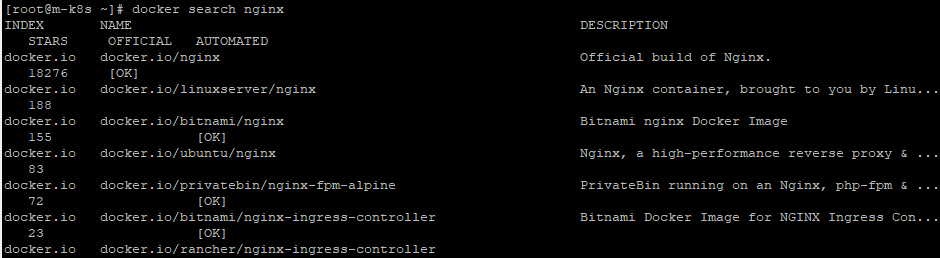 [root@m-k8s ~]# docker search nginx
INDEX NAME DESCRIPTION
STARS OFFICIAL AUTOMATED
docker.io docker.io/nginx Official build of Nginx.
18276 [OK]
docker.io docker.io/linuxserver/nginx An Nginx container, brought to you by Linu...
188
docker.io docker.io/bitnami/nginx Bitnami nginx Docker Image
155 [OK]
docker.io docker.io/ubuntu/nginx Nginx, a high-performance reverse proxy & ...
83
docker.io docker.io/privatebin/nginx-fpm-alpine PrivateBin running on an Nginx, php-fpm & ...
72 [OK]
docker.io docker.io/bitnami/nginx-ingress-controller Bitnami Docker Image for NGINX Ingress Con...
23 [OK]
docker.io docker.io/rancher/nginx-ingress-controller